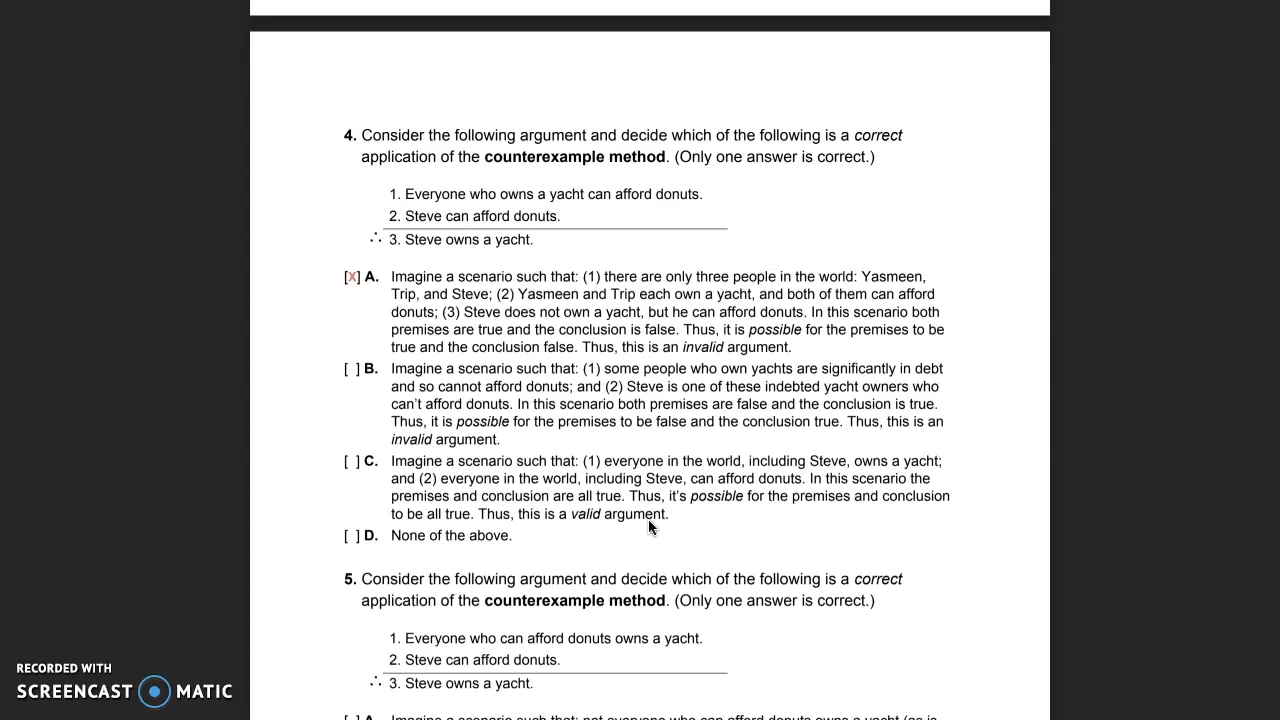 4. Consider the following argument and decide which of the following is a correct
application of the counterexample method. (Only one answer is correct.)
1. Everyone who owns a yacht can afford donuts.
2. Steve can afford donuts.
∴ 3. Steve owns a yacht.
[X] A. Imagine a scenario such that: (1) there are only three people in the world: Yasmeen,
Trip, and Steve; (2) Yasmeen and Trip each own a yacht, and both of them can afford
donuts; (3) Steve does not own a yacht, but he can afford donuts. In this scenario both
premises are true and the conclusion is false. Thus, it is possible for the premises to be
true and the conclusion false. Thus, this is an invalid argument.
[ ] B. Imagine a scenario such that: (1) some people who own yachts are significantly in debt
and so cannot afford donuts; and (2) Steve is one of these indebted yacht owners who
can't afford donuts. In this scenario both premises are false and the conclusion is true.
Thus, it is possible for the premises to be false and the conclusion true. Thus, this is an
invalid argument.
[ ] C. Imagine a scenario such that: (1) everyone in the world, including Steve, owns a yacht;
and (2) everyone in the world, including Steve, can afford donuts. In this scenario the
premises and conclusion are all true. Thus, it's possible for the premises and conclusion
to be all true. Thus, this is a valid argument.
[ ] D. None of the above.
5. Consider the following argument and decide which of the following is a correct
application of the counterexample method. (Only one answer is correct.)
1. Everyone who can afford donuts owns a yacht.
2. Steve can afford donuts.
∴ 3. Steve owns a yacht.
[ ] A. Imagine a scenario such that: not everyone who can afford donuts owns a yacht (as is
RECORDED WITH
SCREENCAST MATIC